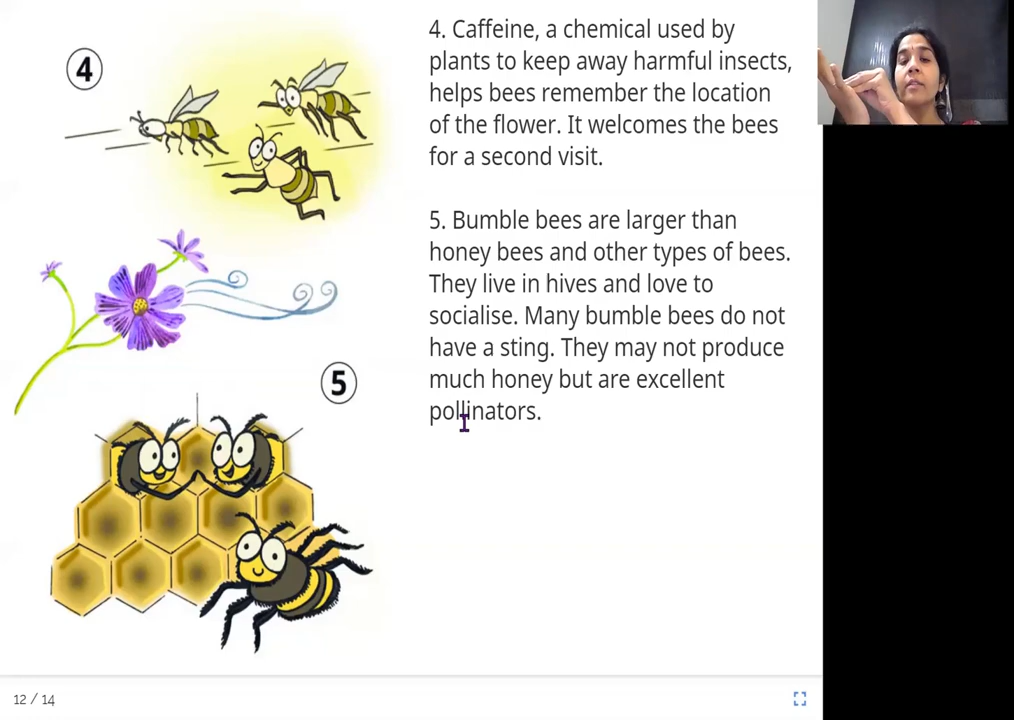 4
4. Caffeine, a chemical used by
plants to keep away harmful insects,
helps bees remember the location
of the flower. It welcomes the bees
for a second visit.
5. Bumble bees are larger than
honey bees and other types of bees.
They live in hives and love to
socialise. Many bumble bees do not
have a sting. They may not produce
much honey but are excellent
pollinators.
5
12 / 14